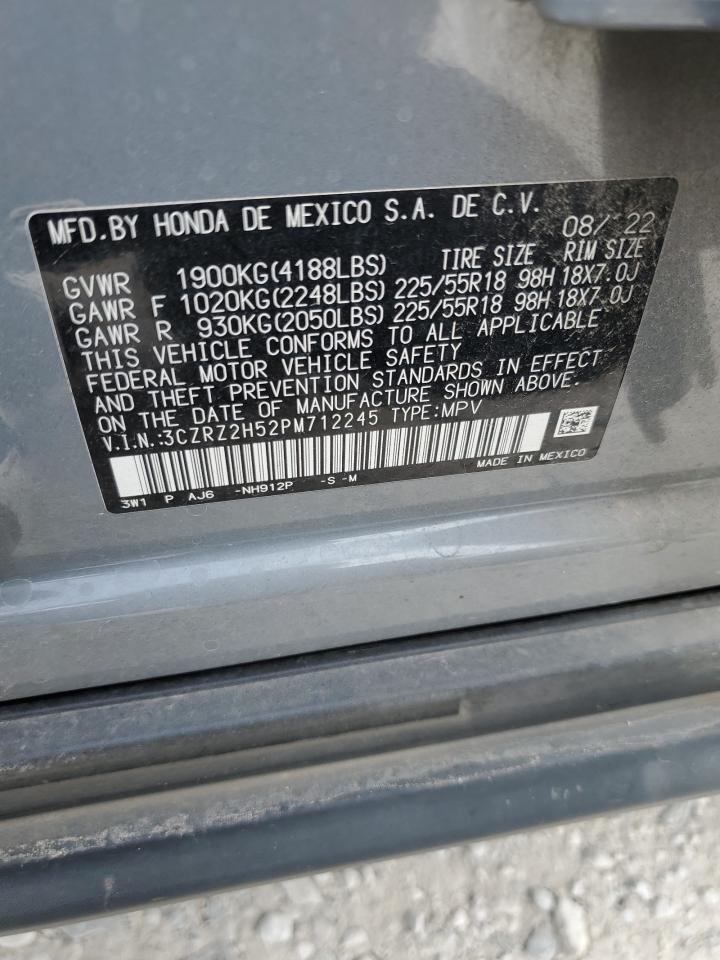 MFD.BY HONDA DE MEXICO S.A. DE C.V. 08/ 22
TIRE SIZE RIM SIZE
GVWR 1900KG(4188LBS)
GAWR F 1020KG(2248LBS) 225/55R18 98H 18X7.0J
GAWR R 930KG(2050LBS) 225/55R18 98H 18X7.0J
THIS VEHICLE CONFORMS TO ALL APPLICABLE
FEDERAL MOTOR VEHICLE SAFETY
AND THEFT PREVENTION STANDARDS IN EFFECT
ON THE DATE OF MANUFACTURE SHOWN ABOVE.
V.I.N.:3CZRZ2H52PM712245 TYPE:MPV
MADE IN MEXICO
3W1 P AJ6 -NH912P -S -M